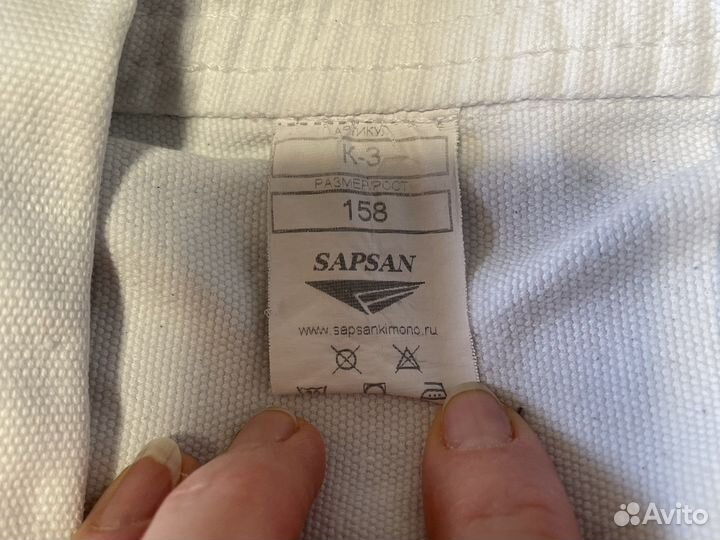 АРТИКУЛ
К-3
РАЗМЕР/РОСТ
158
SAPSAN
www.sapsankimono.ru
Avito